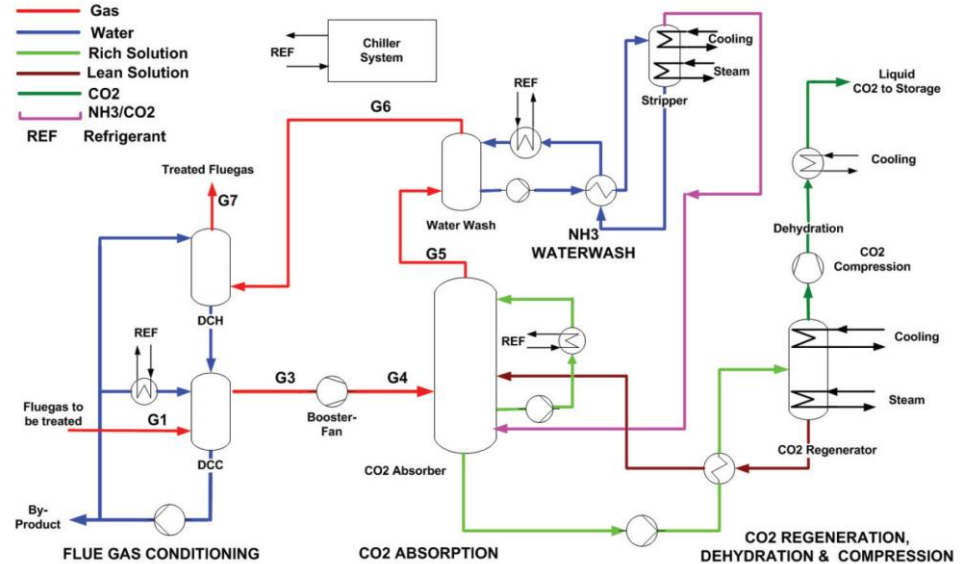 Gas
Water
Rich Solution
Lean Solution
CO2
NH3/CO2
REF Refrigerant
REF
Chiller
System
G6
REF
Cooling
Steam
Stripper
Liquid
CO2 to Storage
Cooling
Treated Fluegas
G7
Water Wash
NH3
WATERWASH
Dehydration
CO2
Compression
G5
DCH
REF
REF
Cooling
G3
G4
Fluegas to
be treated
G1
Booster-
Fan
Steam
DCC
CO2 Absorber
CO2 Regenerator
By-
Product
FLUE GAS CONDITIONING
CO2 ABSORPTION
CO2 REGENERATION,
DEHYDRATION & COMPRESSION